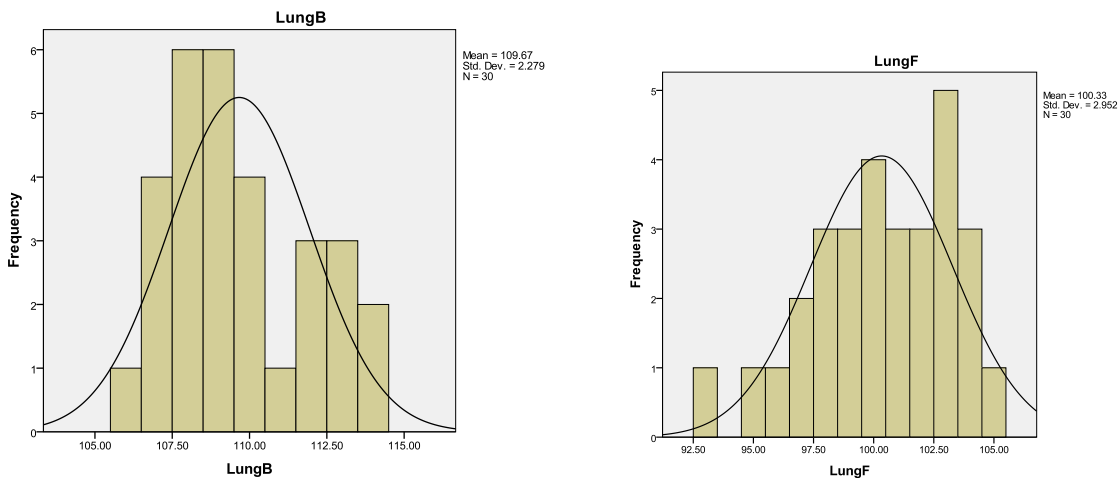 LungB
Mean = 109.67
Std. Dev. = 2.279
N = 30
Frequency
6
5
4
3
2
1
0
105.00 107.50 110.00 112.50 115.00
LungB
LungF
Mean = 100.33
Std. Dev. = 2.952
N = 30
Frequency
5
4
3
2
1
0
92.50 95.00 97.50 100.00 102.50 105.00
LungF